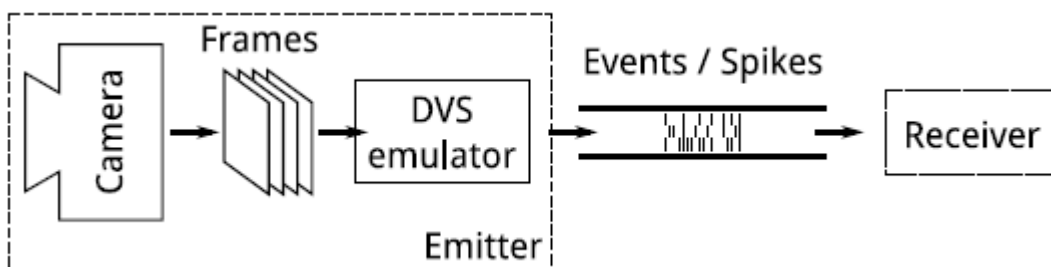 Camera
Frames
DVS
emulator
Emitter
Events / Spikes
Receiver